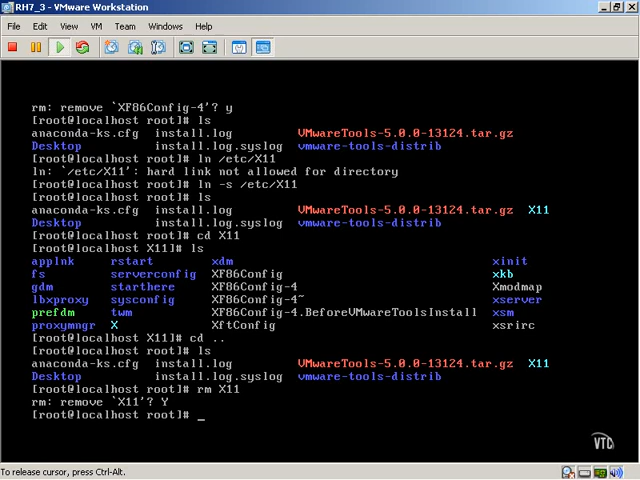 RH7_3 - VMware Workstation
File Edit View VM Team Windows Help
rm: remove `XF86Config-4'? y
[root@localhost root]# ls
anaconda-ks.cfg install.log VMwareTools-5.0.0-13124.tar.gz
Desktop install.log.syslog vmware-tools-distrib
[root@localhost root]# ln /etc/X11
ln: `/etc/X11': hard link not allowed for directory
[root@localhost root]# ln -s /etc/X11
[root@localhost root]# ls
anaconda-ks.cfg install.log VMwareTools-5.0.0-13124.tar.gz X11
Desktop install.log.syslog vmware-tools-distrib
[root@localhost root]# cd X11
[root@localhost X11]# ls
applnk rstart xdm xinit
fs serverconfig XF86Config xkb
gdm starthere XF86Config-4 Xmodmap
lbxproxy sysconfig XF86Config-4~ xserver
prefdm twm XF86Config-4.BeforeVMwareToolsInstall xsm
proxymngr X XftConfig xsrirc
[root@localhost X11]# cd ..
[root@localhost root]# ls
anaconda-ks.cfg install.log VMwareTools-5.0.0-13124.tar.gz X11
Desktop install.log.syslog vmware-tools-distrib
[root@localhost root]# rm X11
rm: remove `X11'? Y
[root@localhost root]# _
VTC
To release cursor, press Ctrl-Alt.